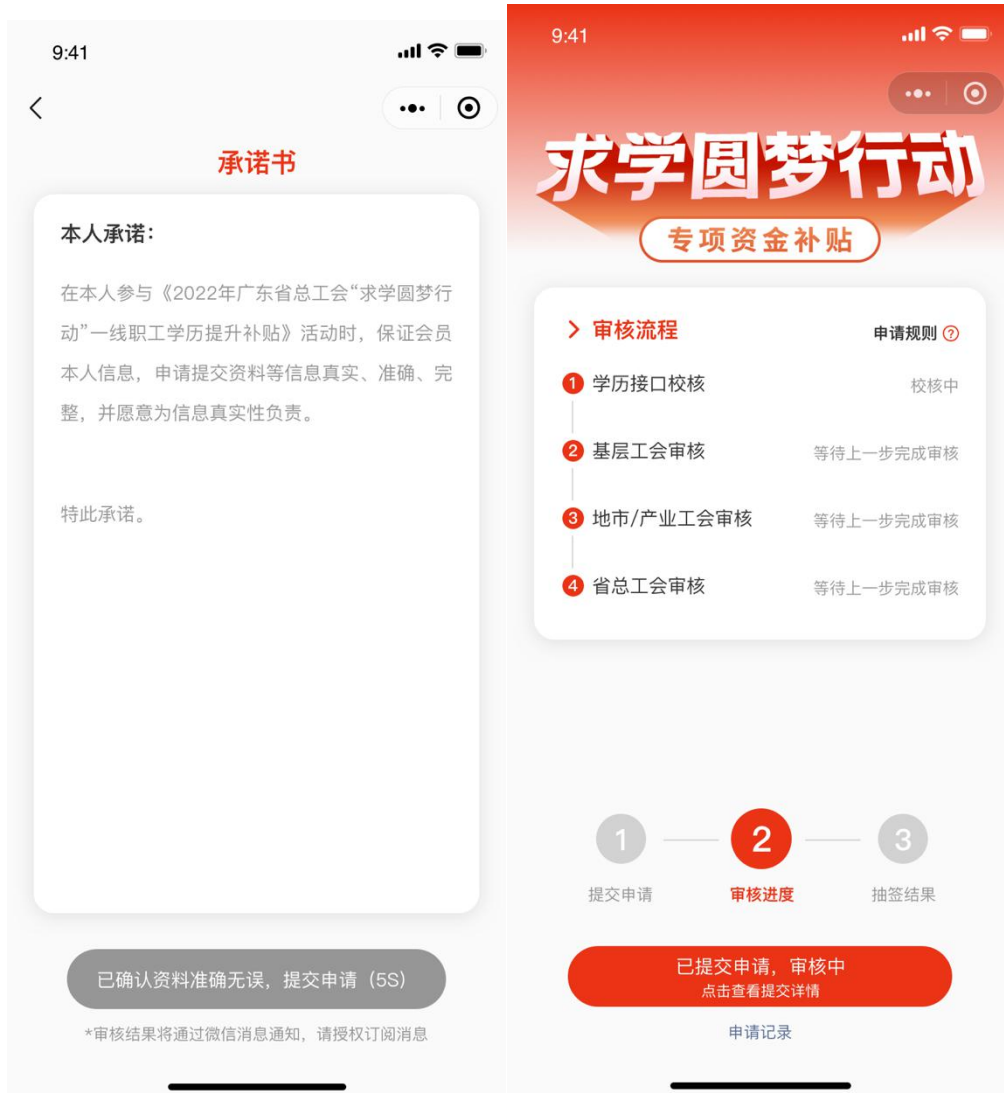 9:41
承诺书
本人承诺：
在本人参与《2022年广东省总工会“求学圆梦行
动”一线职工学历提升补贴》活动时，保证会员
本人信息，申请提交资料等信息真实、准确、完
整，并愿意为信息真实性负责。
特此承诺。
已确认资料准确无误，提交申请（5S）
*审核结果将通过微信消息通知，请授权订阅消息
9:41
求学圆梦行动
专项资金补贴
审核流程
申请规则 ?
1 学历接口校核 校核中
2 基层工会审核 等待上一步完成审核
3 地市/产业工会审核 等待上一步完成审核
4 省总工会审核 等待上一步完成审核
1 2 3
提交申请 审核进度 抽签结果
已提交申请，审核中
点击查看提交详情
申请记录